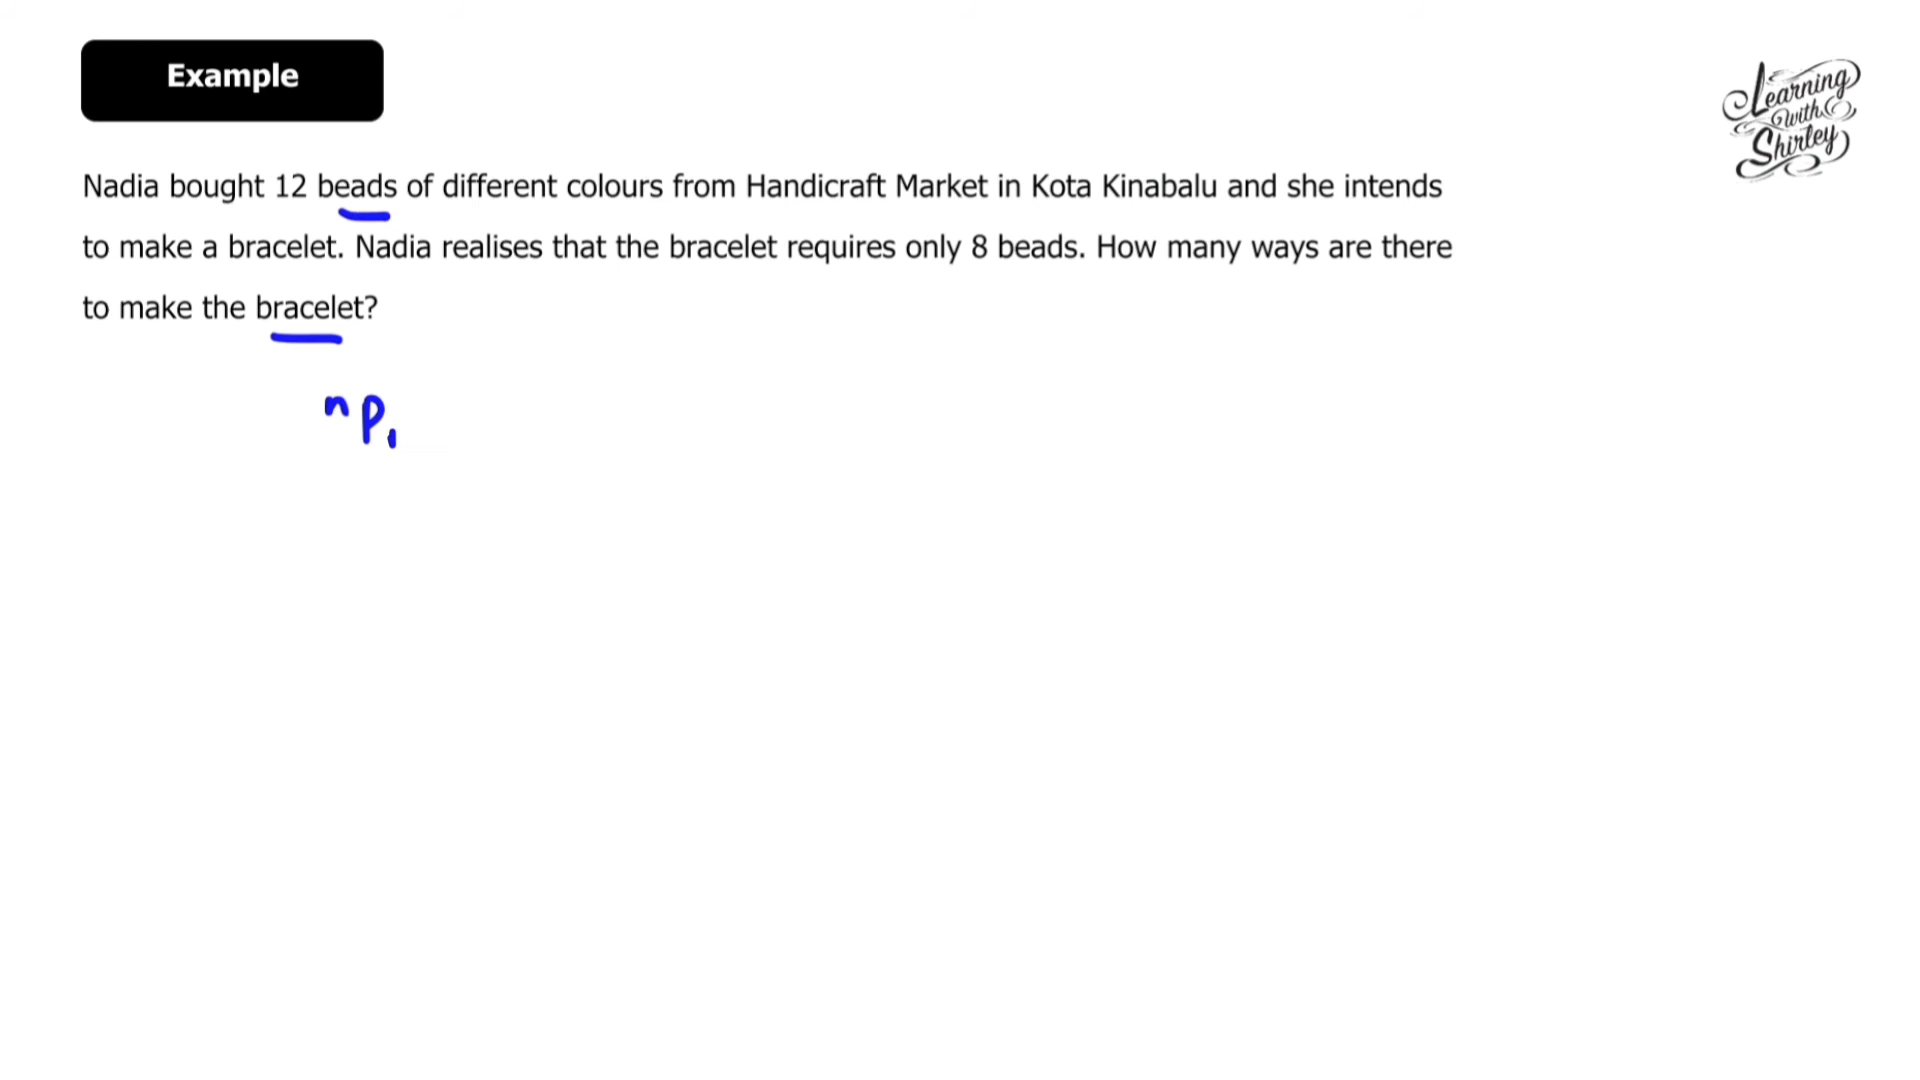 Example
Learning
with
Shirley
Nadia bought 12 beads of different colours from Handicraft Market in Kota Kinabalu and she intends
to make a bracelet. Nadia realises that the bracelet requires only 8 beads. How many ways are there
to make the bracelet?
n P